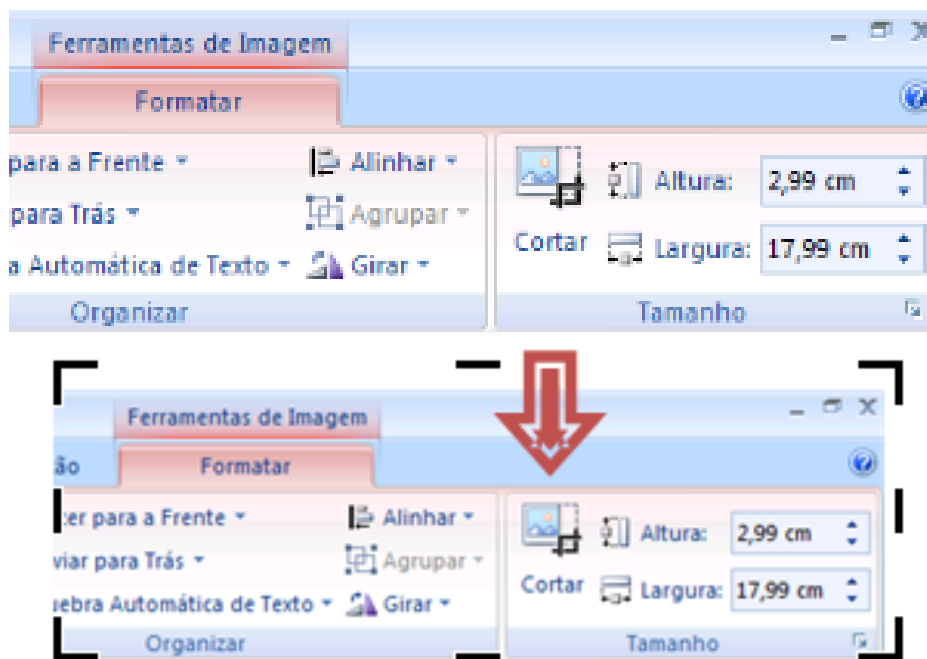 Ferramentas de Imagem
Formatar
para a Frente Alinhar Altura: 2,99 cm
para Trás Agrupar
a Automática de Texto Girar Cortar Largura: 17,99 cm
Organizar Tamanho
Ferramentas de Imagem
ão Formatar
ter para a Frente Alinhar Altura: 2,99 cm
viar para Trás Agrupar
uebra Automática de Texto Girar Cortar Largura: 17,99 cm
Organizar Tamanho